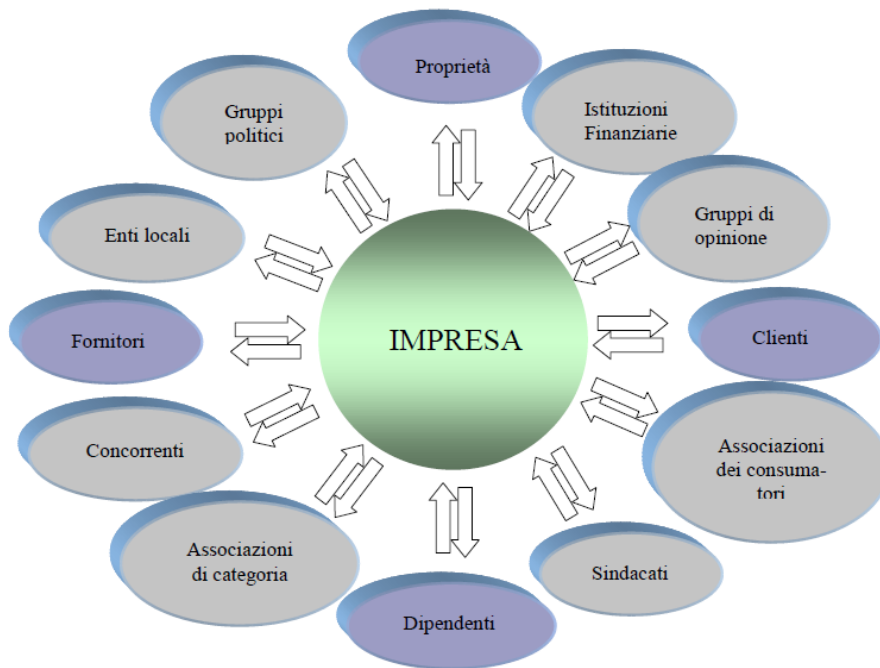 Proprietà
Istituzioni
Finanziarie
Gruppi
politici
Gruppi di
opinione
Enti locali
Fornitori
IMPRESA
Clienti
Concorrenti
Associazioni
dei consuma-
tori
Associazioni
di categoria
Sindacati
Dipendenti